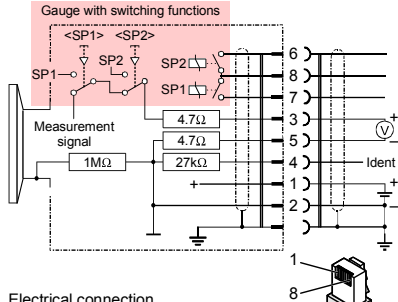 Gauge with switching functions
<SP1> <SP2>
SP1 SP2 SP2 6
8
SP1 7
4.7Ω 3 +
V
Measurement signal 4.7Ω 5 –
1MΩ 27kΩ 4 Ident
+ 1 +
2 –
1
8
Electrical connection